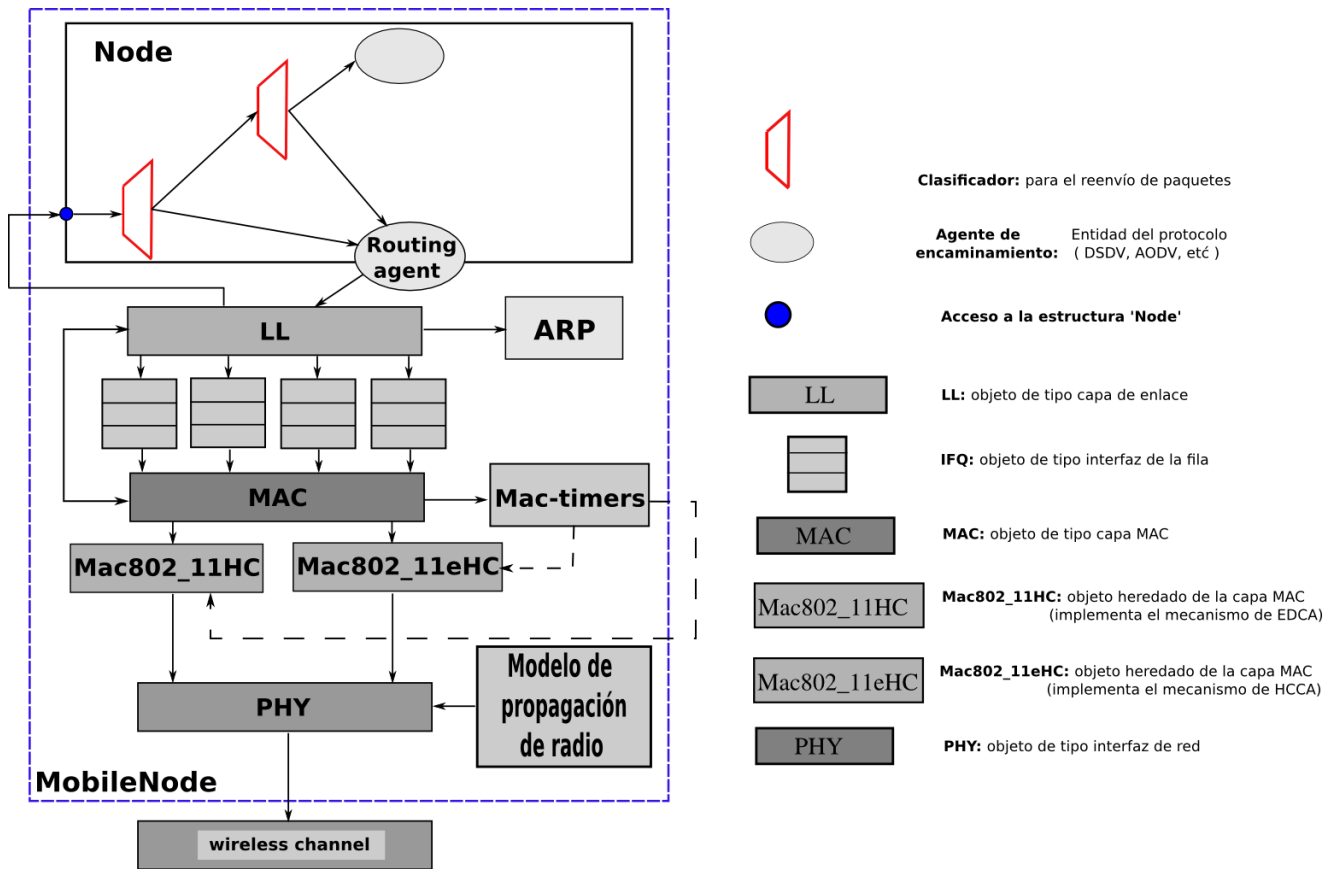 Node
Routing
agent
LL
ARP
MAC
Mac-timers
Mac802_11HC
Mac802_11eHC
Modelo de
propagación
de radio
PHY
MobileNode
wireless channel
Clasificador: para el reenvío de paquetes
Agente de
encaminamiento:
Entidad del protocolo
( DSDV, AODV, etć )
Acceso a la estructura 'Node'
LL
LL: objeto de tipo capa de enlace
IFQ: objeto de tipo interfaz de la fila
MAC
MAC: objeto de tipo capa MAC
Mac802_11HC
Mac802_11HC: objeto heredado de la capa MAC
(implementa el mecanismo de EDCA)
Mac802_11eHC
Mac802_11eHC: objeto heredado de la capa MAC
(implementa el mecanismo de HCCA)
PHY
PHY: objeto de tipo interfaz de red